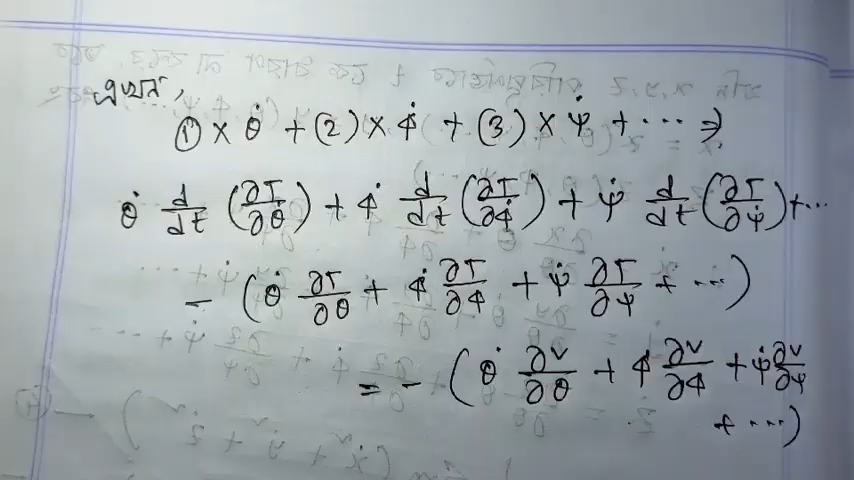 এখন,
① × θ̇ + (2) × φ̇ + (3) × ψ̇ + ⋯ ⇒
θ̇ d/dt (∂T/∂θ̇) + φ̇ d/dt (∂T/∂φ̇) + ψ̇ d/dt (∂T/∂ψ̇) + ⋯
− (θ̇ ∂T/∂θ + φ̇ ∂T/∂φ + ψ̇ ∂T/∂ψ + ⋯)
= − (θ̇ ∂V/∂θ + φ̇ ∂V/∂φ + ψ̇ ∂V/∂ψ
+ ⋯)